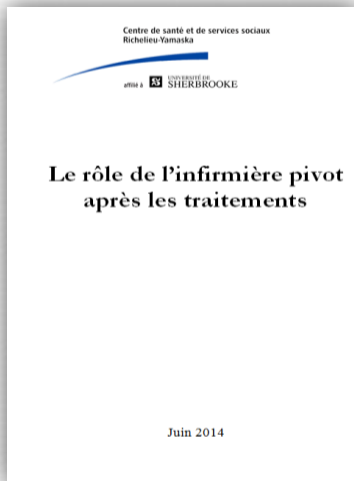 Centre de santé et de services sociaux
Richelieu-Yamaska
affilié à UNIVERSITÉ DE
SHERBROOKE
Le rôle de l'infirmière pivot
après les traitements
Juin 2014